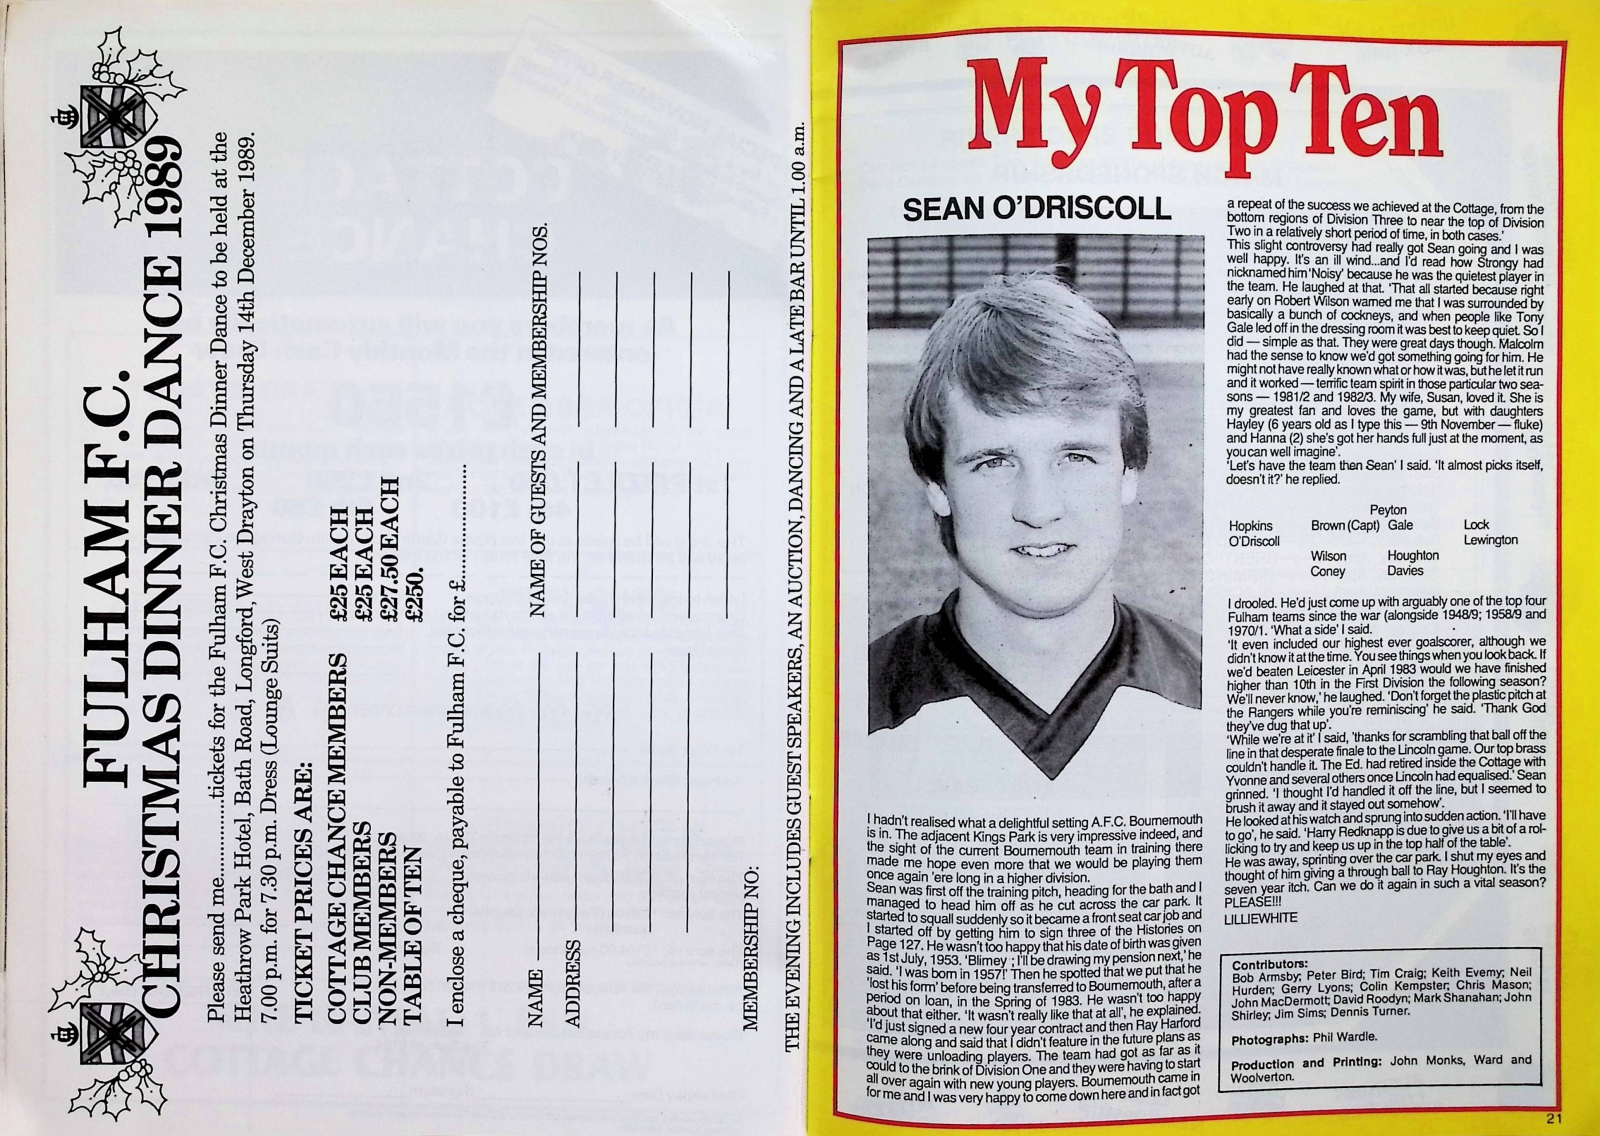 FULHAM F.C.
CHRISTMAS DINNER DANCE 1989
Please send me..............tickets for the Fulham F.C. Christmas Dinner Dance to be held at the
Heathrow Park Hotel, Bath Road, Longford, West Drayton on Thursday 14th December 1989.
7.00 p.m. for 7.30 p.m. Dress (Lounge Suits)
TICKET PRICES ARE:
COTTAGE CHANCE MEMBERS £25 EACH
CLUB MEMBERS £25 EACH
NON-MEMBERS £27.50 EACH
TABLE OF TEN £250.
I enclose a cheque, payable to Fulham F.C. for £......................
NAME
NAME OF GUESTS AND MEMBERSHIP NOS.
ADDRESS
MEMBERSHIP NO:
THE EVENING INCLUDES GUEST SPEAKERS, AN AUCTION, DANCING AND A LATE BAR UNTIL 1.00 a.m.
My Top Ten
SEAN O'DRISCOLL
I hadn't realised what a delightful setting A.F.C. Bournemouth
is in. The adjacent Kings Park is very impressive indeed, and
the sight of the current Bournemouth team in training there
made me hope even more that we would be playing them
once again 'ere long in a higher division.
Sean was first off the training pitch, heading for the bath and I
managed to head him off as he cut across the car park. It
started to squall suddenly so it became a front seat car job and
I started off by getting him to sign three of the Histories on
Page 127. He wasn't too happy that his date of birth was given
as 1st July, 1953. 'Blimey ; I'll be drawing my pension next,' he
said. 'I was born in 1957!' Then he spotted that we put that he
'lost his form' before being transferred to Bournemouth, after a
period on loan, in the Spring of 1983. He wasn't too happy
about that either. 'It wasn't really like that at all', he explained.
'I'd just signed a new four year contract and then Ray Harford
came along and said that I didn't feature in the future plans as
they were unloading players. The team had got as far as it
could to the brink of Division One and they were having to start
all over again with new young players. Bournemouth came in
for me and I was very happy to come down here and in fact got
a repeat of the success we achieved at the Cottage, from the
bottom regions of Division Three to near the top of Division
Two in a relatively short period of time, in both cases.'
This slight controversy had really got Sean going and I was
well happy. It's an ill wind...and I'd read how Strongy had
nicknamed him 'Noisy' because he was the quietest player in
the team. He laughed at that. 'That all started because right
early on Robert Wilson warned me that I was surrounded by
basically a bunch of cockneys, and when people like Tony
Gale led off in the dressing room it was best to keep quiet. So I
did — simple as that. They were great days though. Malcolm
had the sense to know we'd got something going for him. He
might not have really known what or how it was, but he let it run
and it worked — terrific team spirit in those particular two sea-
sons — 1981/2 and 1982/3. My wife, Susan, loved it. She is
my greatest fan and loves the game, but with daughters
Hayley (6 years old as I type this — 9th November — fluke)
and Hanna (2) she's got her hands full just at the moment, as
you can well imagine'.
'Let's have the team then Sean' I said. 'It almost picks itself,
doesn't it?' he replied.
Peyton
Hopkins Brown (Capt) Gale Lock
O'Driscoll Lewington
Wilson Houghton
Coney Davies
I drooled. He'd just come up with arguably one of the top four
Fulham teams since the war (alongside 1948/9; 1958/9 and
1970/1. 'What a side' I said.
'It even included our highest ever goalscorer, although we
didn't know it at the time. You see things when you look back. If
we'd beaten Leicester in April 1983 would we have finished
higher than 10th in the First Division the following season?
We'll never know,' he laughed. 'Don't forget the plastic pitch at
the Rangers while you're reminiscing' he said. 'Thank God
they've dug that up'.
'While we're at it' I said, 'thanks for scrambling that ball off the
line in that desperate finale to the Lincoln game. Our top brass
couldn't handle it. The Ed. had retired inside the Cottage with
Yvonne and several others once Lincoln had equalised.' Sean
grinned. 'I thought I'd handled it off the line, but I seemed to
brush it away and it stayed out somehow'.
He looked at his watch and sprung into sudden action. 'I'll have
to go', he said. 'Harry Redknapp is due to give us a bit of a rol-
licking to try and keep us up in the top half of the table'.
He was away, sprinting over the car park. I shut my eyes and
thought of him giving a through ball to Ray Houghton. It's the
seven year itch. Can we do it again in such a vital season?
PLEASE!!!
LILLIEWHITE
Contributors:
Bob Armsby; Peter Bird; Tim Craig; Keith Evemy; Neil
Hurden; Gerry Lyons; Colin Kempster; Chris Mason;
John MacDermott; David Roodyn; Mark Shanahan; John
Shirley; Jim Sims; Dennis Turner.
Photographs: Phil Wardle.
Production and Printing: John Monks, Ward and
Woolverton.
21